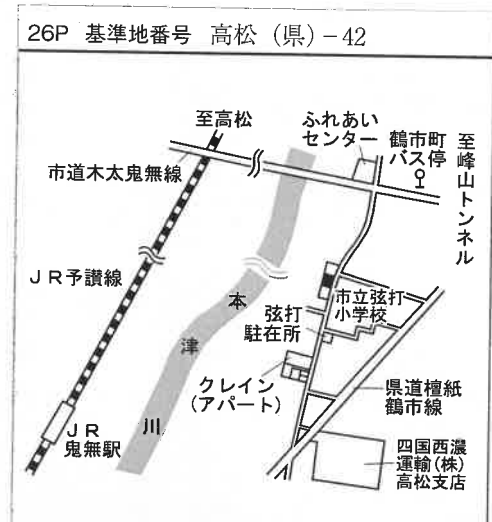 26P 基準地番号 高松(県)-42
至高松
ふれあい
センター
鶴市町
バス停
至峰山トンネル
市道木太鬼無線
JR予讃線
本津川
市立弦打
小学校
弦打
駐在所
クレイン
(アパート)
県道檀紙
鶴市線
JR
鬼無駅
四国西濃
運輸(株)
高松支店